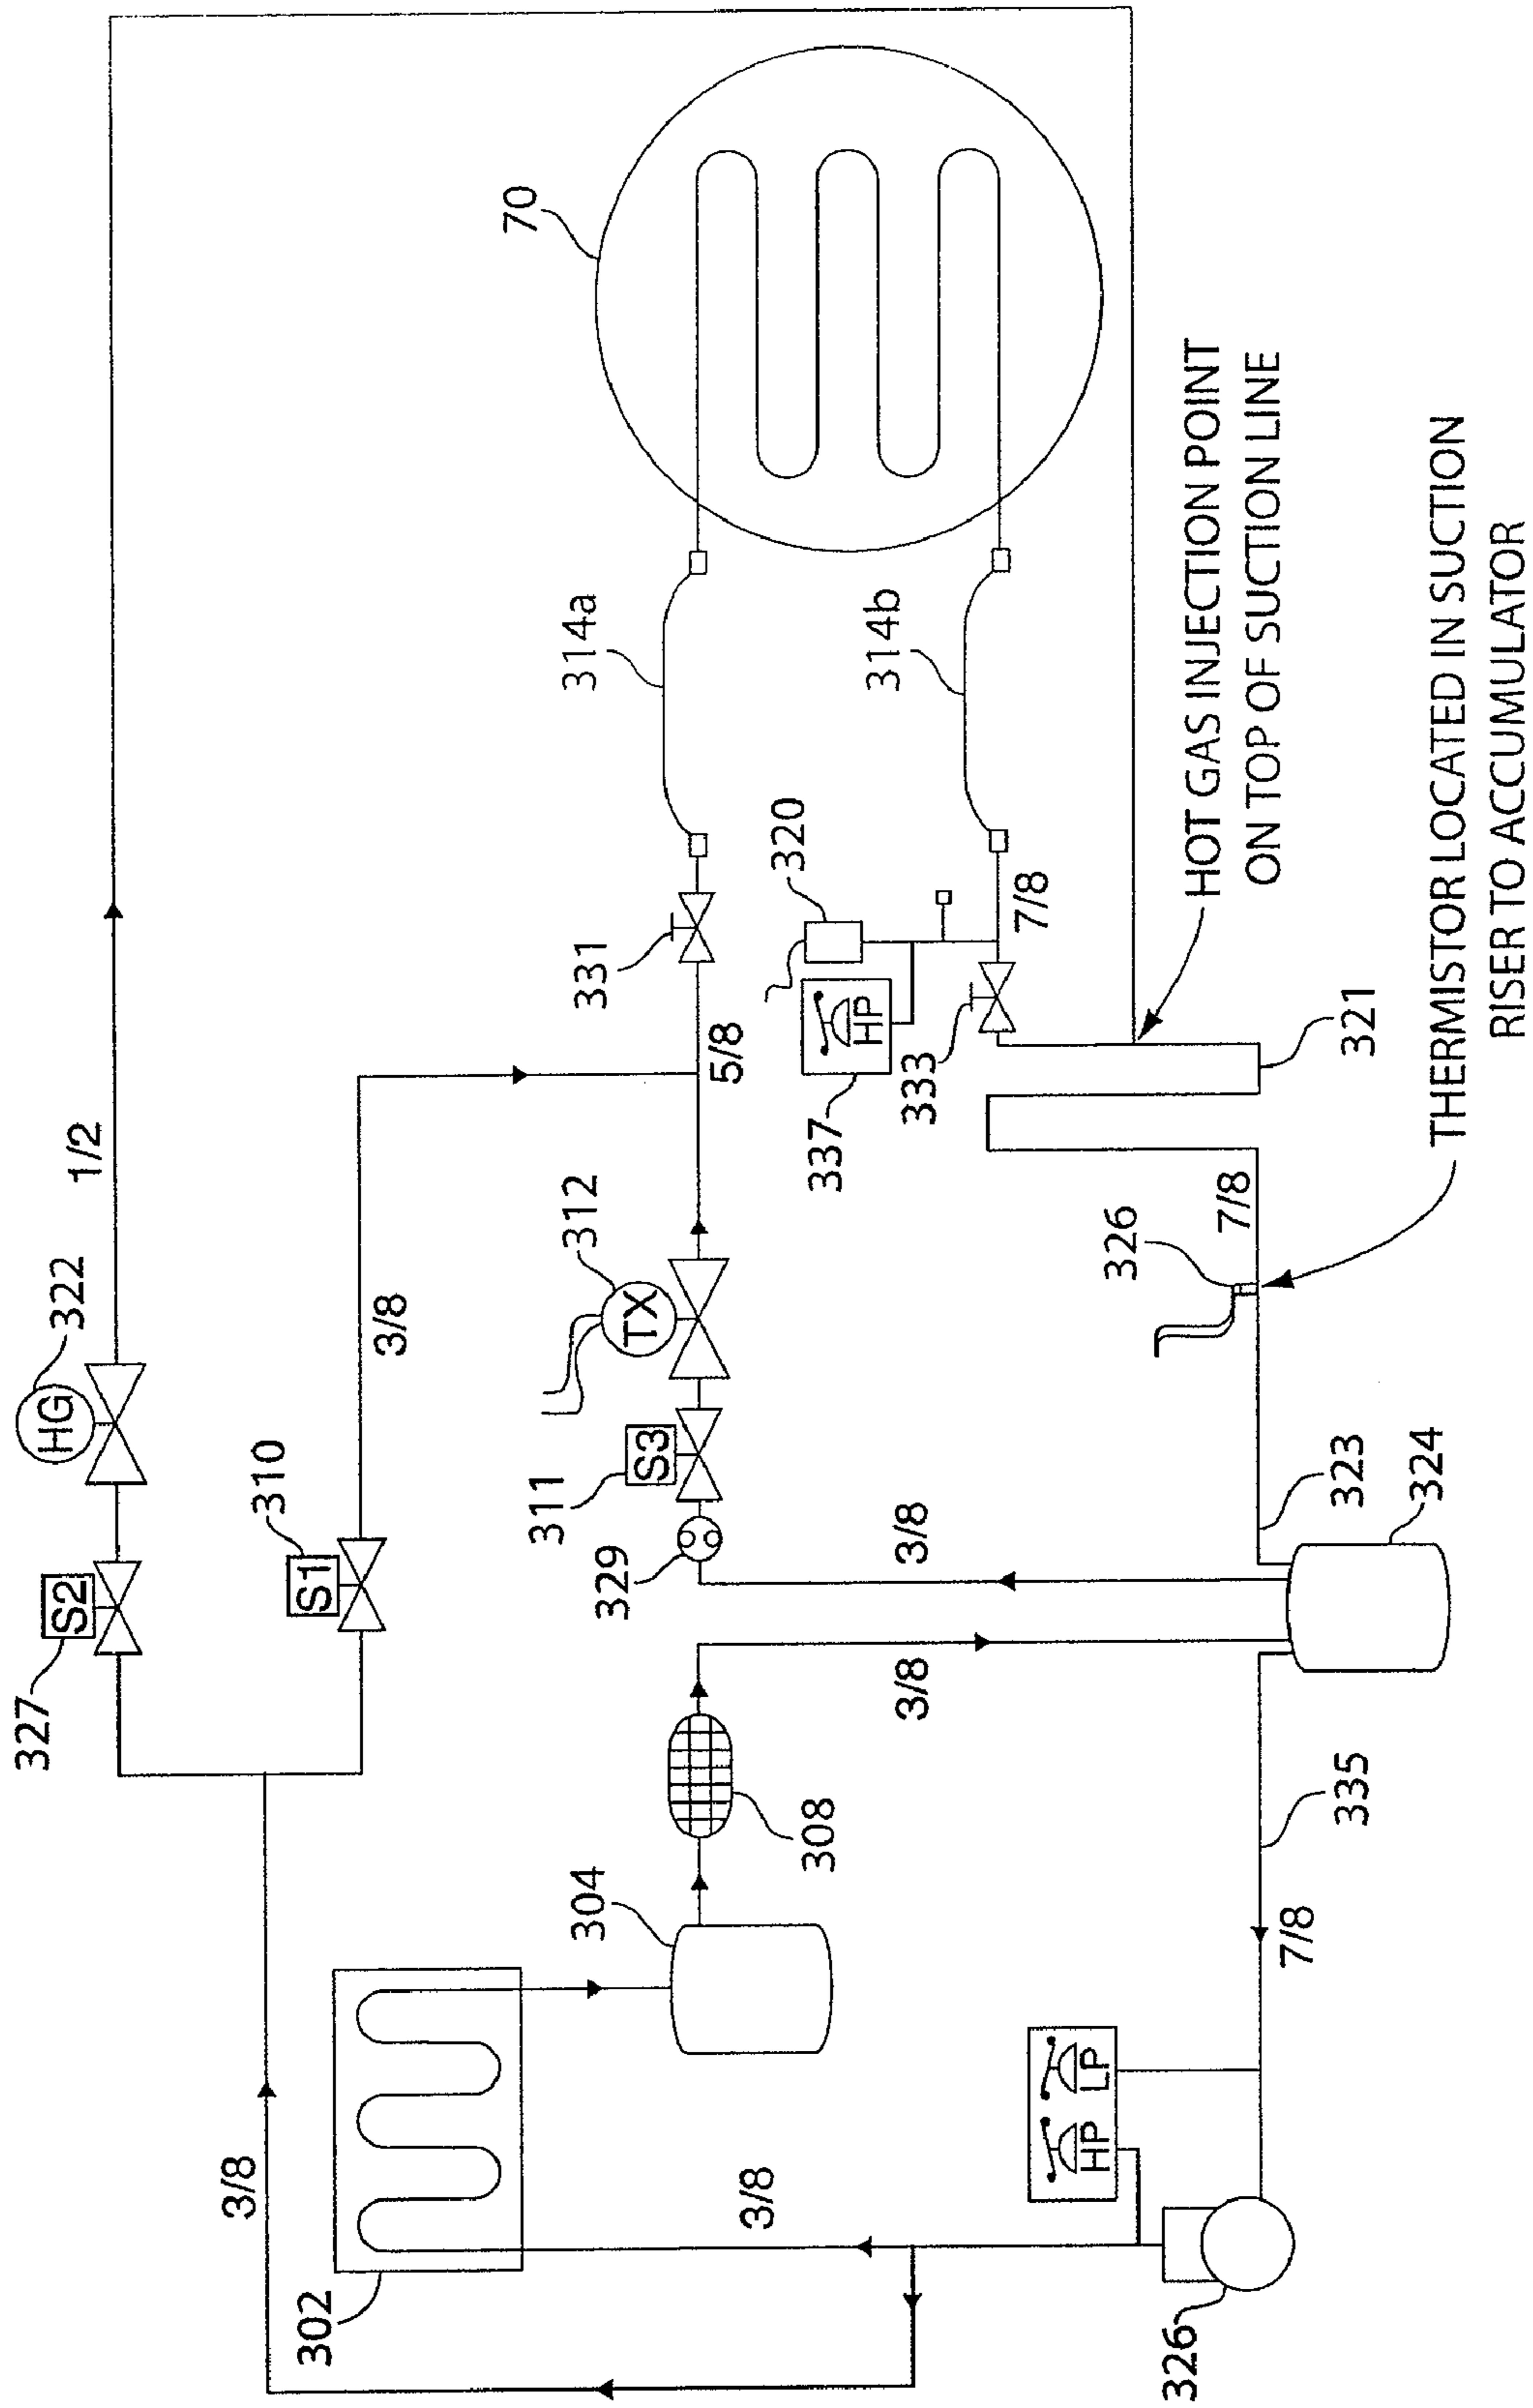 327
S2
HG
322
1/2
S1
310
3/8
3/8
302
3/8
304
308
3/8
329
3/8
311
S3
TX
312
5/8
331
314a
70
337
HP
320
333
7/8
314b
HOT GAS INJECTION POINT
ON TOP OF SUCTION LINE
321
7/8
326
THERMISTOR LOCATED IN SUCTION
RISER TO ACCUMULATOR
323
324
335
7/8
HP
LP
326